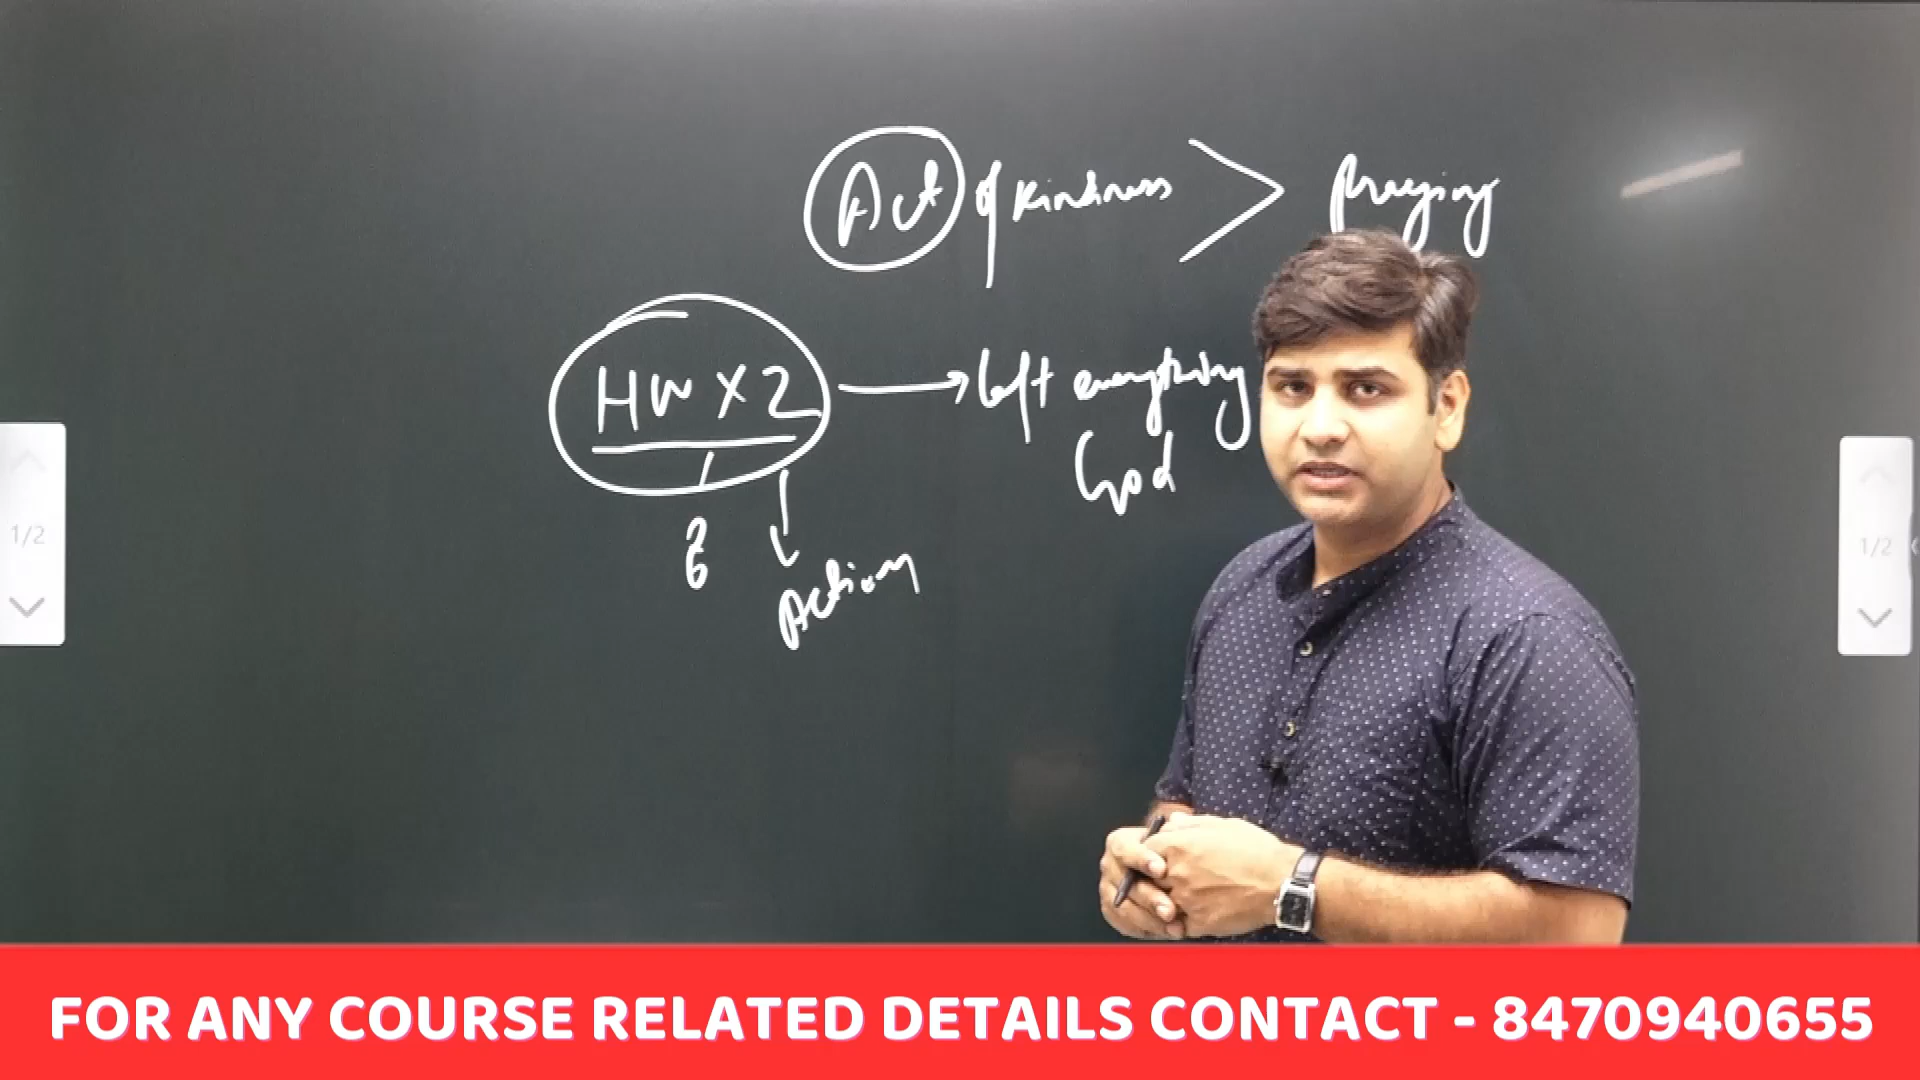 Act of kindness > Praying
HW X 2 → left everything
God
Action
1/2
1/2
FOR ANY COURSE RELATED DETAILS CONTACT - 8470940655